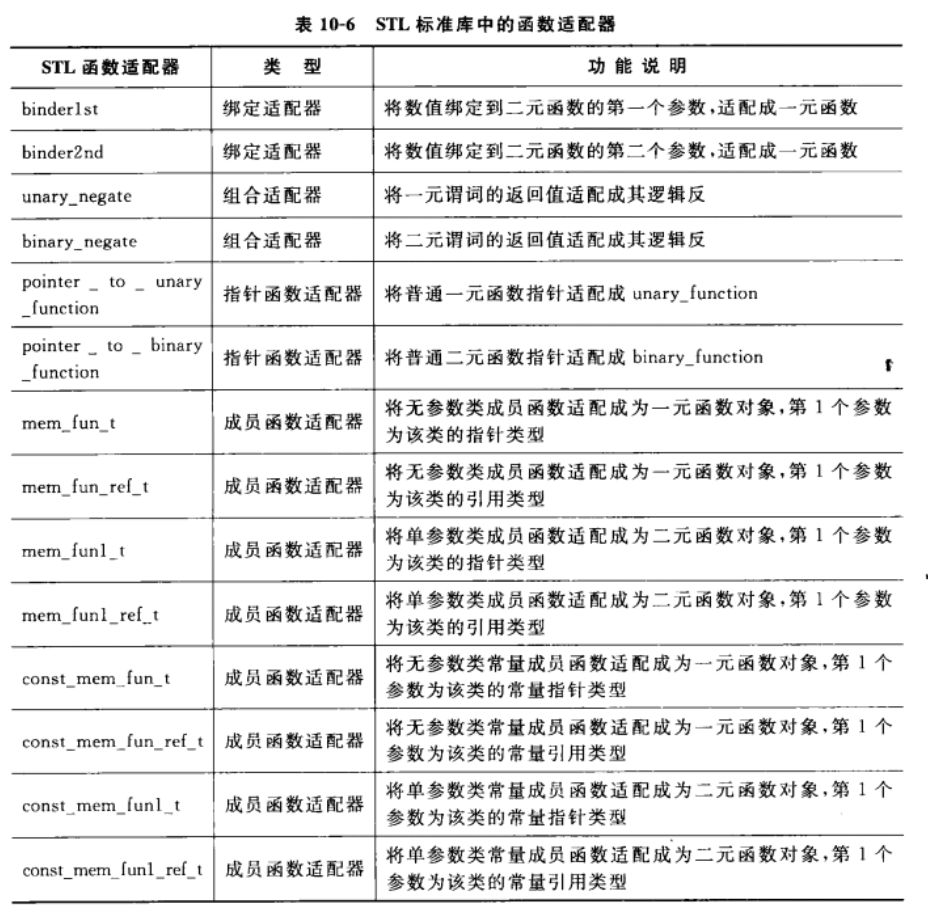 表 10-6 STL 标准库中的函数适配器
STL 函数适配器 类 型 功 能 说 明
binder1st 绑定适配器 将数值绑定到二元函数的第一个参数,适配成一元函数
binder2nd 绑定适配器 将数值绑定到二元函数的第二个参数,适配成一元函数
unary_negate 组合适配器 将一元谓词的返回值适配成其逻辑反
binary_negate 组合适配器 将二元谓词的返回值适配成其逻辑反
pointer _ to _ unary
_function 指针函数适配器 将普通一元函数指针适配成 unary_function
pointer _ to _ binary
_function 指针函数适配器 将普通二元函数指针适配成 binary_function
mem_fun_t 成员函数适配器 将无参数类成员函数适配成为一元函数对象,第 1 个参数
为该类的指针类型
mem_fun_ref_t 成员函数适配器 将无参数类成员函数适配成为一元函数对象,第 1 个参数
为该类的引用类型
mem_fun1_t 成员函数适配器 将单参数类成员函数适配成为二元函数对象,第 1 个参数
为该类的指针类型
mem_fun1_ref_t 成员函数适配器 将单参数类成员函数适配成为二元函数对象,第 1 个参数
为该类的引用类型
const_mem_fun_t 成员函数适配器 将无参数类常量成员函数适配成为一元函数对象,第 1 个
参数为该类的常量指针类型
const_mem_fun_ref_t 成员函数适配器 将无参数类常量成员函数适配成为一元函数对象,第 1 个
参数为该类的常量引用类型
const_mem_fun1_t 成员函数适配器 将单参数类常量成员函数适配成为二元函数对象,第 1 个
参数为该类的常量指针类型
const_mem_fun1_ref_t 成员函数适配器 将单参数类常量成员函数适配成为二元函数对象,第 1 个
参数为该类的常量引用类型